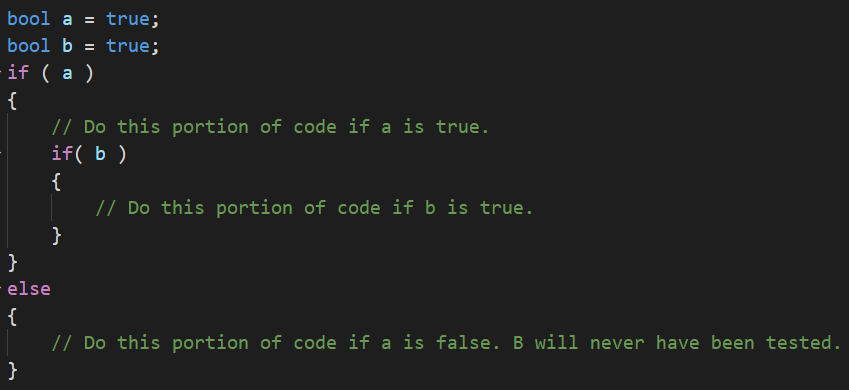 bool a = true;
bool b = true;
if ( a )
{
    // Do this portion of code if a is true.
    if( b )
    {
        // Do this portion of code if b is true.
    }
}
else
{
    // Do this portion of code if a is false. B will never have been tested.
}